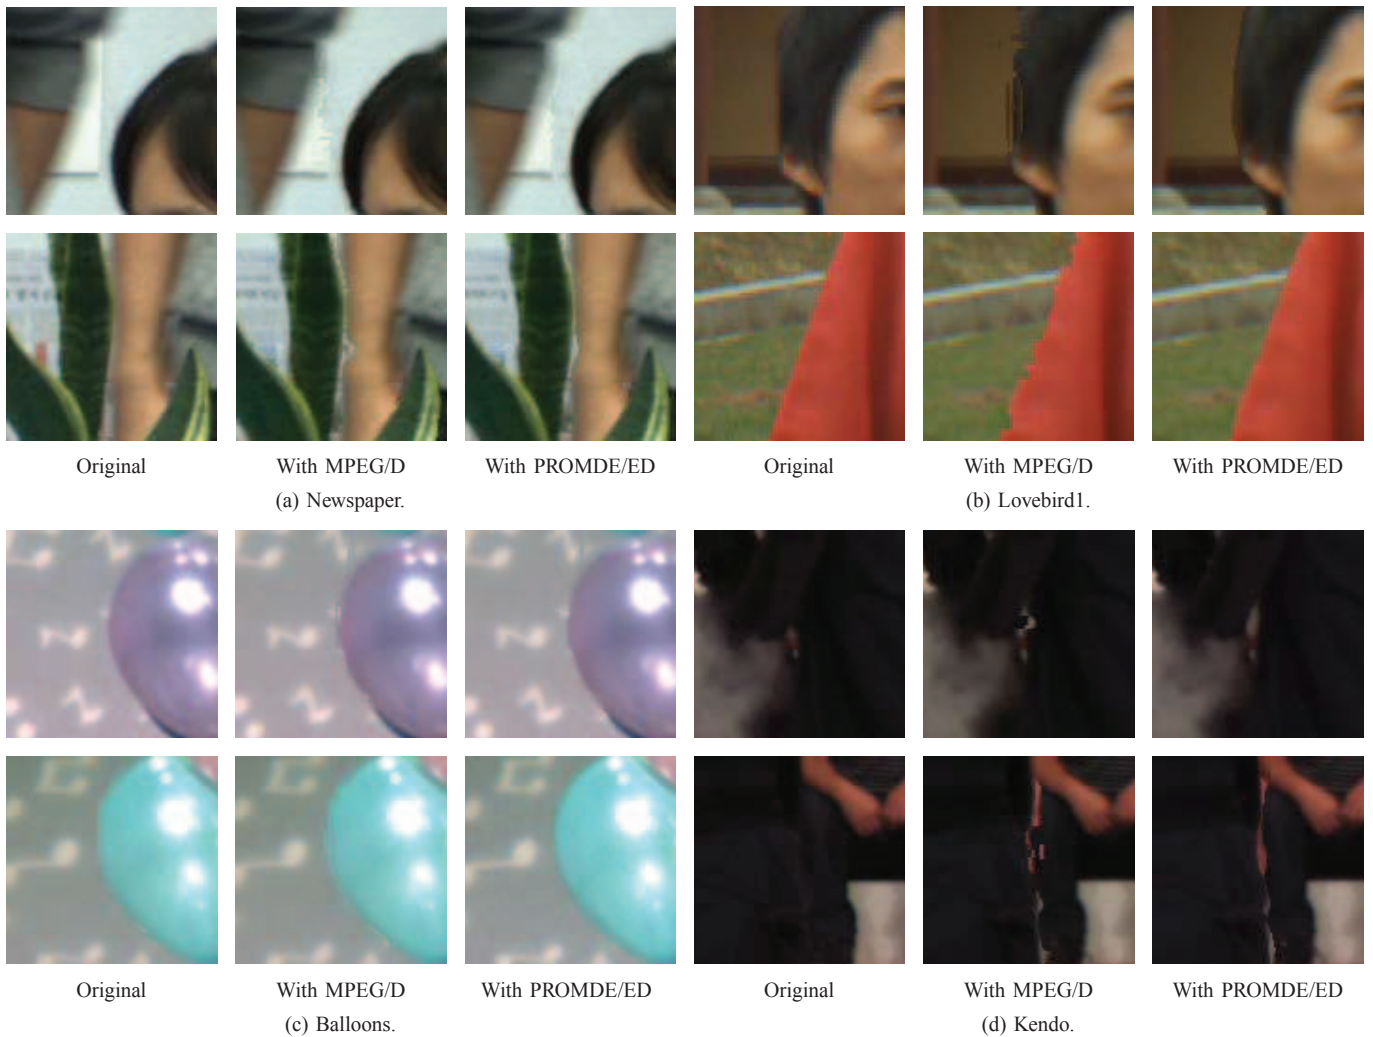 Original
With MPEG/D
With PROMDE/ED
Original
With MPEG/D
With PROMDE/ED
(a) Newspaper.
(b) Lovebird1.
Original
With MPEG/D
With PROMDE/ED
Original
With MPEG/D
With PROMDE/ED
(c) Balloons.
(d) Kendo.